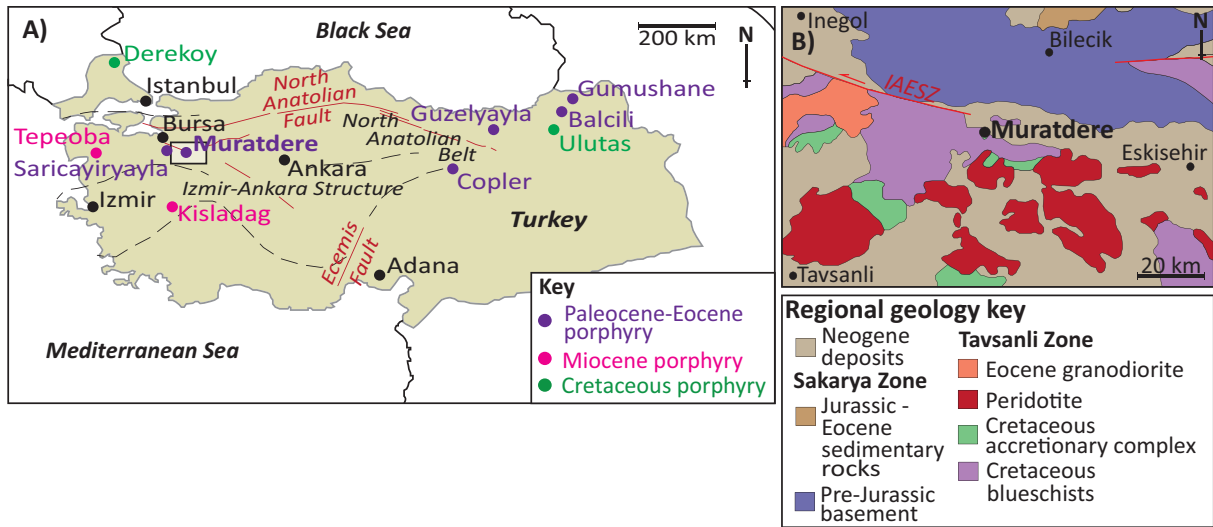 A)
Black Sea
200 km
N
Derekoy
Istanbul
North
Anatolian
Fault
Gumushane
Guzelyayla
Balcili
Bursa
North
Anatolian
Belt
Ulutas
Tepeoba
Muratdere
Saricayiryayla
Ankara
Izmir-Ankara Structure
Copler
Izmir
Kisladag
Turkey
Ecemis
Fault
Adana
Mediterranean Sea
Key
Paleocene-Eocene
porphyry
Miocene porphyry
Cretaceous porphyry
B)
Inegol
Bilecik
N
IAESZ
Muratdere
Eskisehir
Tavsanli
20 km
Regional geology key
Neogene
deposits
Sakarya Zone
Jurassic -
Eocene
sedimentary
rocks
Pre-Jurassic
basement
Tavsanli Zone
Eocene granodiorite
Peridotite
Cretaceous
accretionary complex
Cretaceous
blueschists